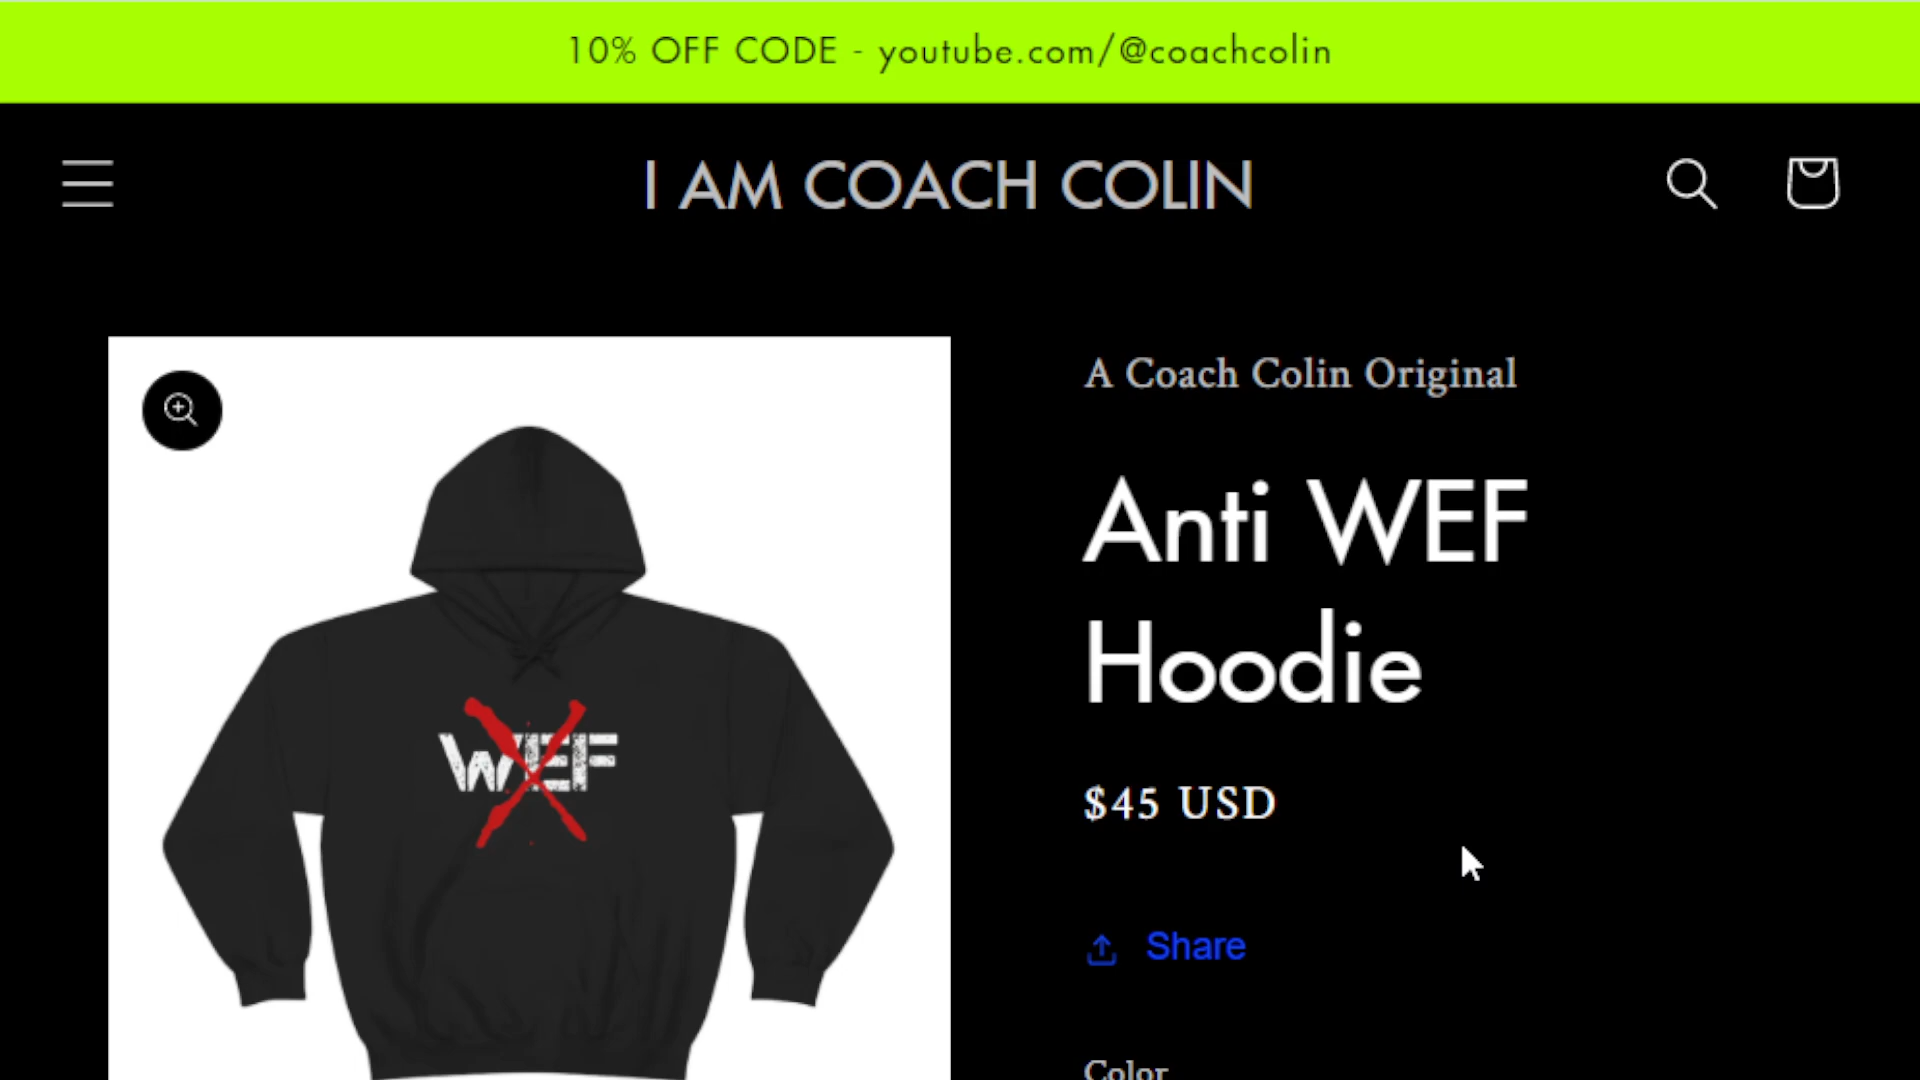 10% OFF CODE - youtube.com/@coachcolin
I AM COACH COLIN
A Coach Colin Original
Anti WEF
Hoodie
$45 USD
Share
Color
WEF